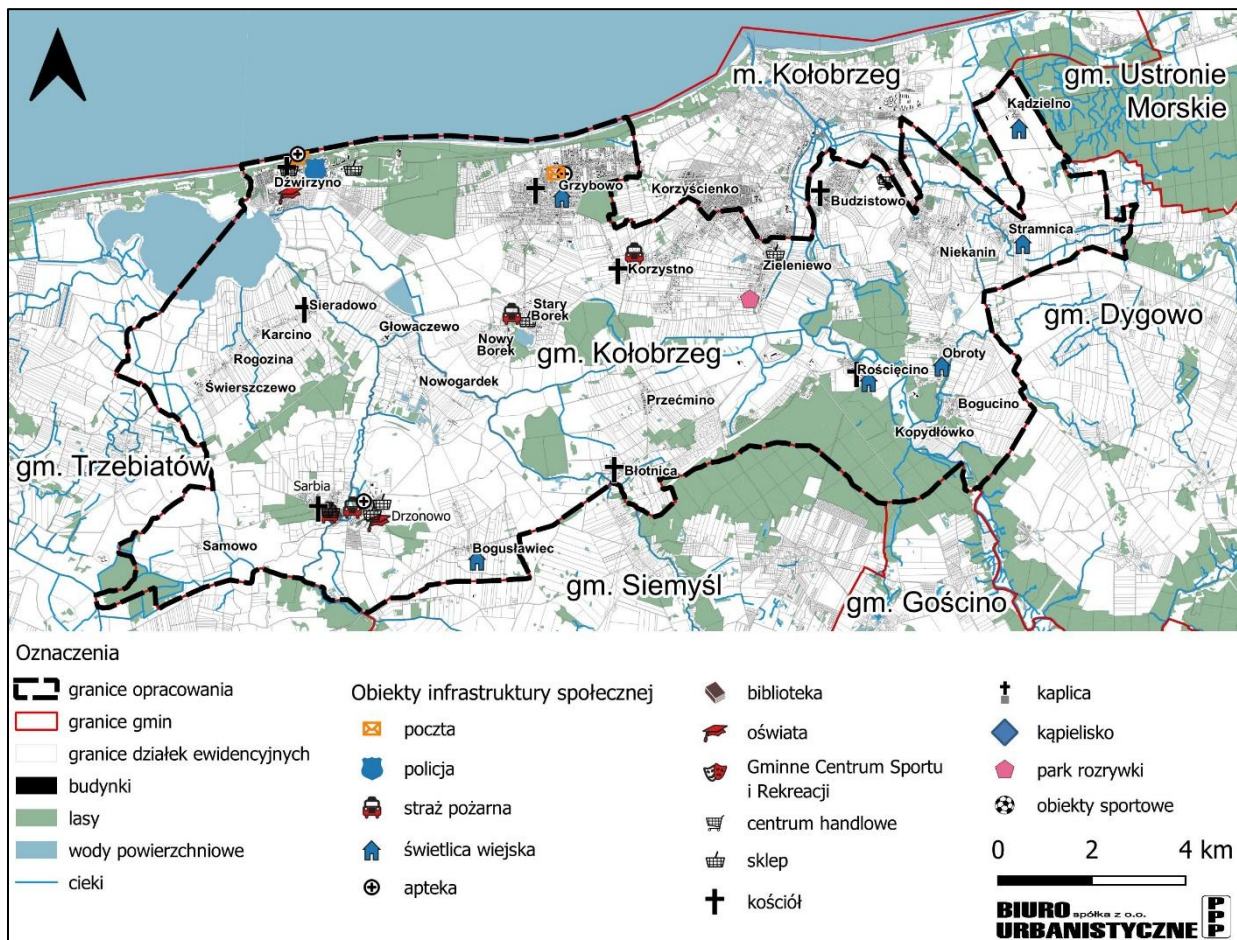 m. Kołobrzeg
gm. Ustronie
Morskie
Kądzielno
Dźwirzyno
Grzybowo
Korzyścienko
Budzistowo
Stramnica
Niekanin
Korzystno
Zieleniewo
Sieradowo
Karcino
Głowaczewo
Stary
Borek
Nowy
Borek
gm. Kołobrzeg
gm. Dygowo
Rogozina
Świerszczewo
Nowogardek
Przećmino
Rościęcino
Obroty
Bogucino
Kopydłówko
gm. Trzebiatów
Błotnica
Sarbia
Drzonowo
Samowo
Bogusławiec
gm. Siemyśl
gm. Gościno
Oznaczenia
granice opracowania
granice gmin
granice działek ewidencyjnych
budynki
lasy
wody powierzchniowe
cieki
Obiekty infrastruktury społecznej
poczta
policja
straż pożarna
świetlica wiejska
apteka
biblioteka
oświata
Gminne Centrum Sportu
i Rekreacji
centrum handlowe
sklep
kościół
kaplica
kąpielisko
park rozrywki
obiekty sportowe
0 2 4 km
BIURO spółka z o.o.
URBANISTYCZNE
PPP